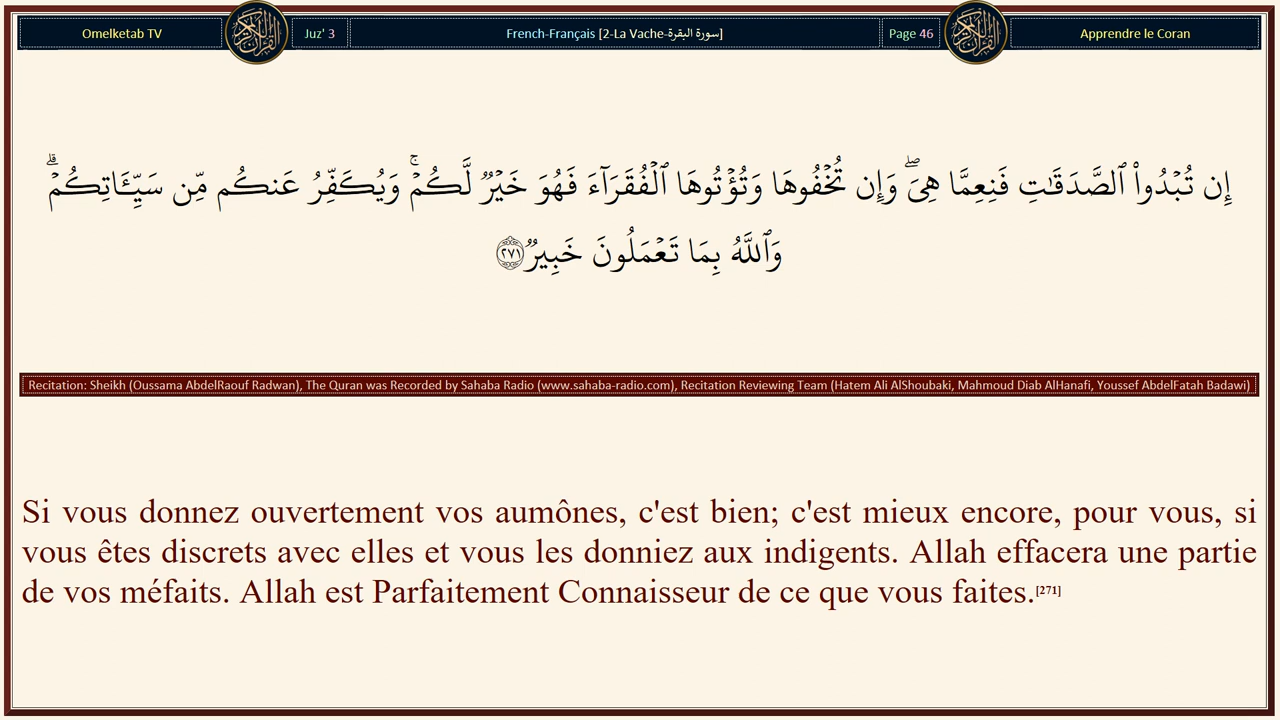 Omelketab TV
Juz' 3
French-Français [2-La Vache-سورة البقرة]
Page 46
Apprendre le Coran
إِن تُبْدُوا۟ ٱلصَّدَقَـٰتِ فَنِعِمَّا هِىَ ۖ وَإِن تُخْفُوهَا وَتُؤْتُوهَا ٱلْفُقَرَآءَ فَهُوَ خَيْرٌ لَّكُمْ ۚ وَيُكَفِّرُ عَنكُم مِّن سَيِّـَٔاتِكُمْ ۗ
وَٱللَّهُ بِمَا تَعْمَلُونَ خَبِيرٌ ٢٧١
Recitation: Sheikh (Oussama AbdelRaouf Radwan), The Quran was Recorded by Sahaba Radio (www.sahaba-radio.com), Recitation Reviewing Team (Hatem Ali AlShoubaki, Mahmoud Diab AlHanafi, Youssef AbdelFatah Badawi)
Si vous donnez ouvertement vos aumônes, c'est bien; c'est mieux encore, pour vous, si
vous êtes discrets avec elles et vous les donniez aux indigents. Allah effacera une partie
de vos méfaits. Allah est Parfaitement Connaisseur de ce que vous faites.[271]